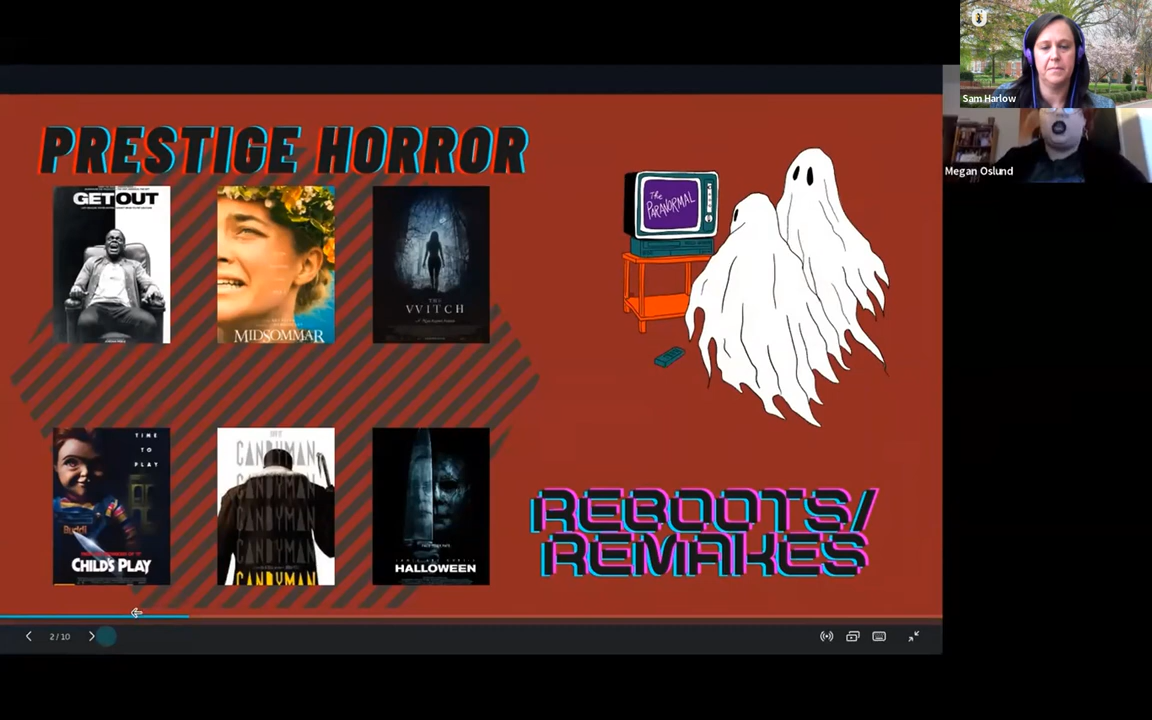 PRESTIGE HORROR
GET OUT
MIDSOMMAR
THE
VVITCH
The
PARANORMAL
TIME
TO
PLAY
Buddi
CHILD'S PLAY
CANDYMAN
CANDYMAN
CANDYMAN
CANDYMAN
CANDYMAN
HALLOWEEN
REBOOTS/
REMAKES
2 / 10
Sam Harlow
Megan Oslund